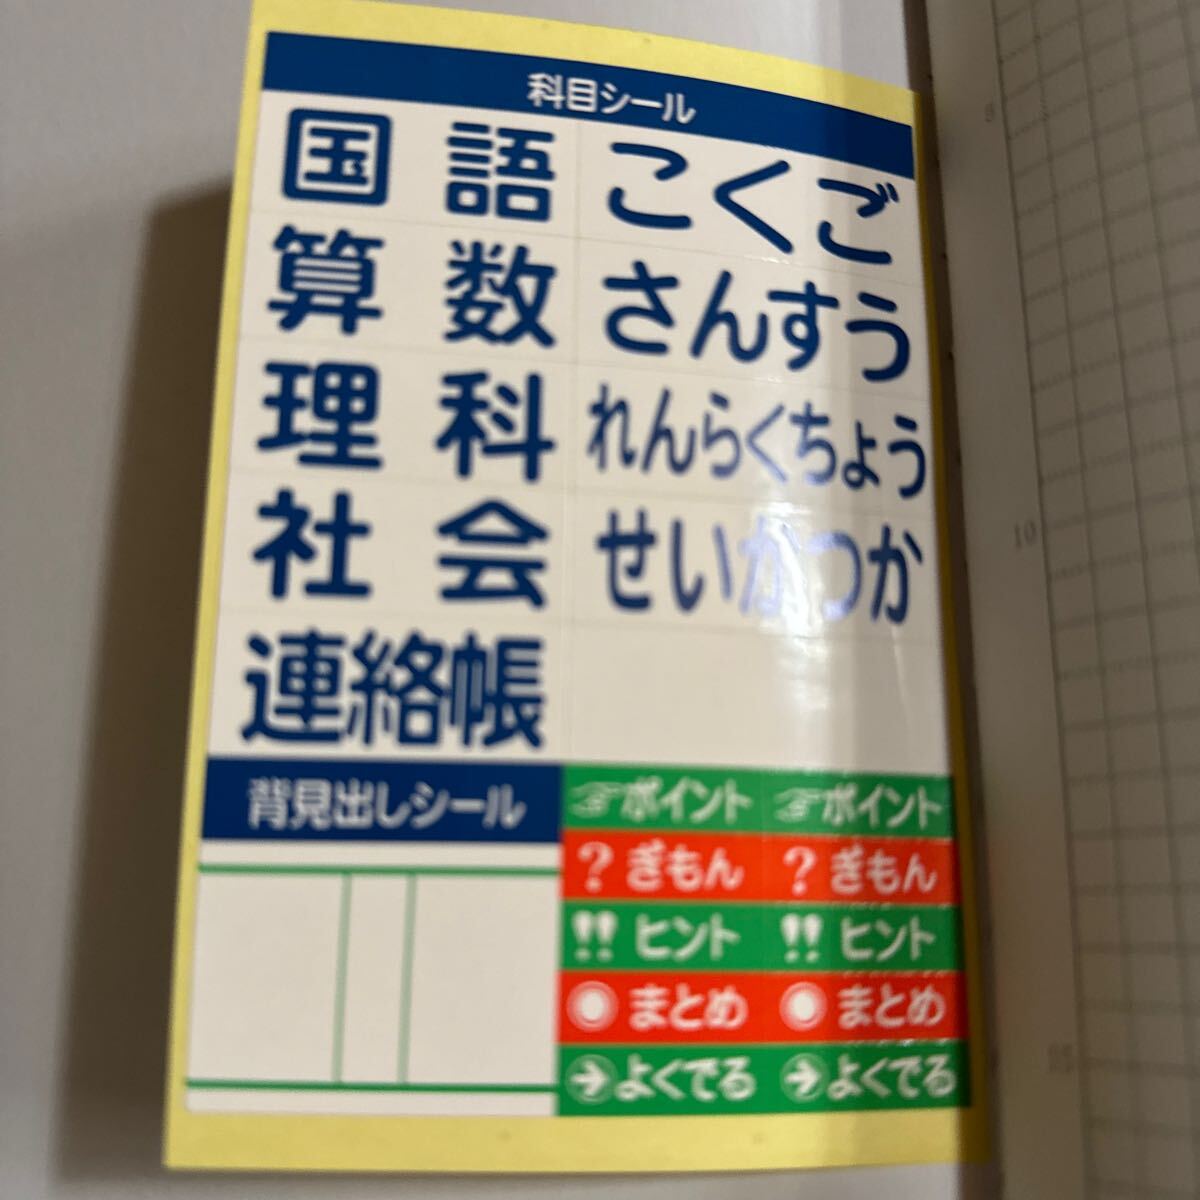 科目シール
国語 こくご
算数 さんすう
理科 れんらくちょう
社会 せいかつか
連絡帳
背見出しシール
☞ポイント ☞ポイント
? ぎもん ? ぎもん
!! ヒント !! ヒント
◉ まとめ ◉ まとめ
➔よくでる ➔よくでる
10
15